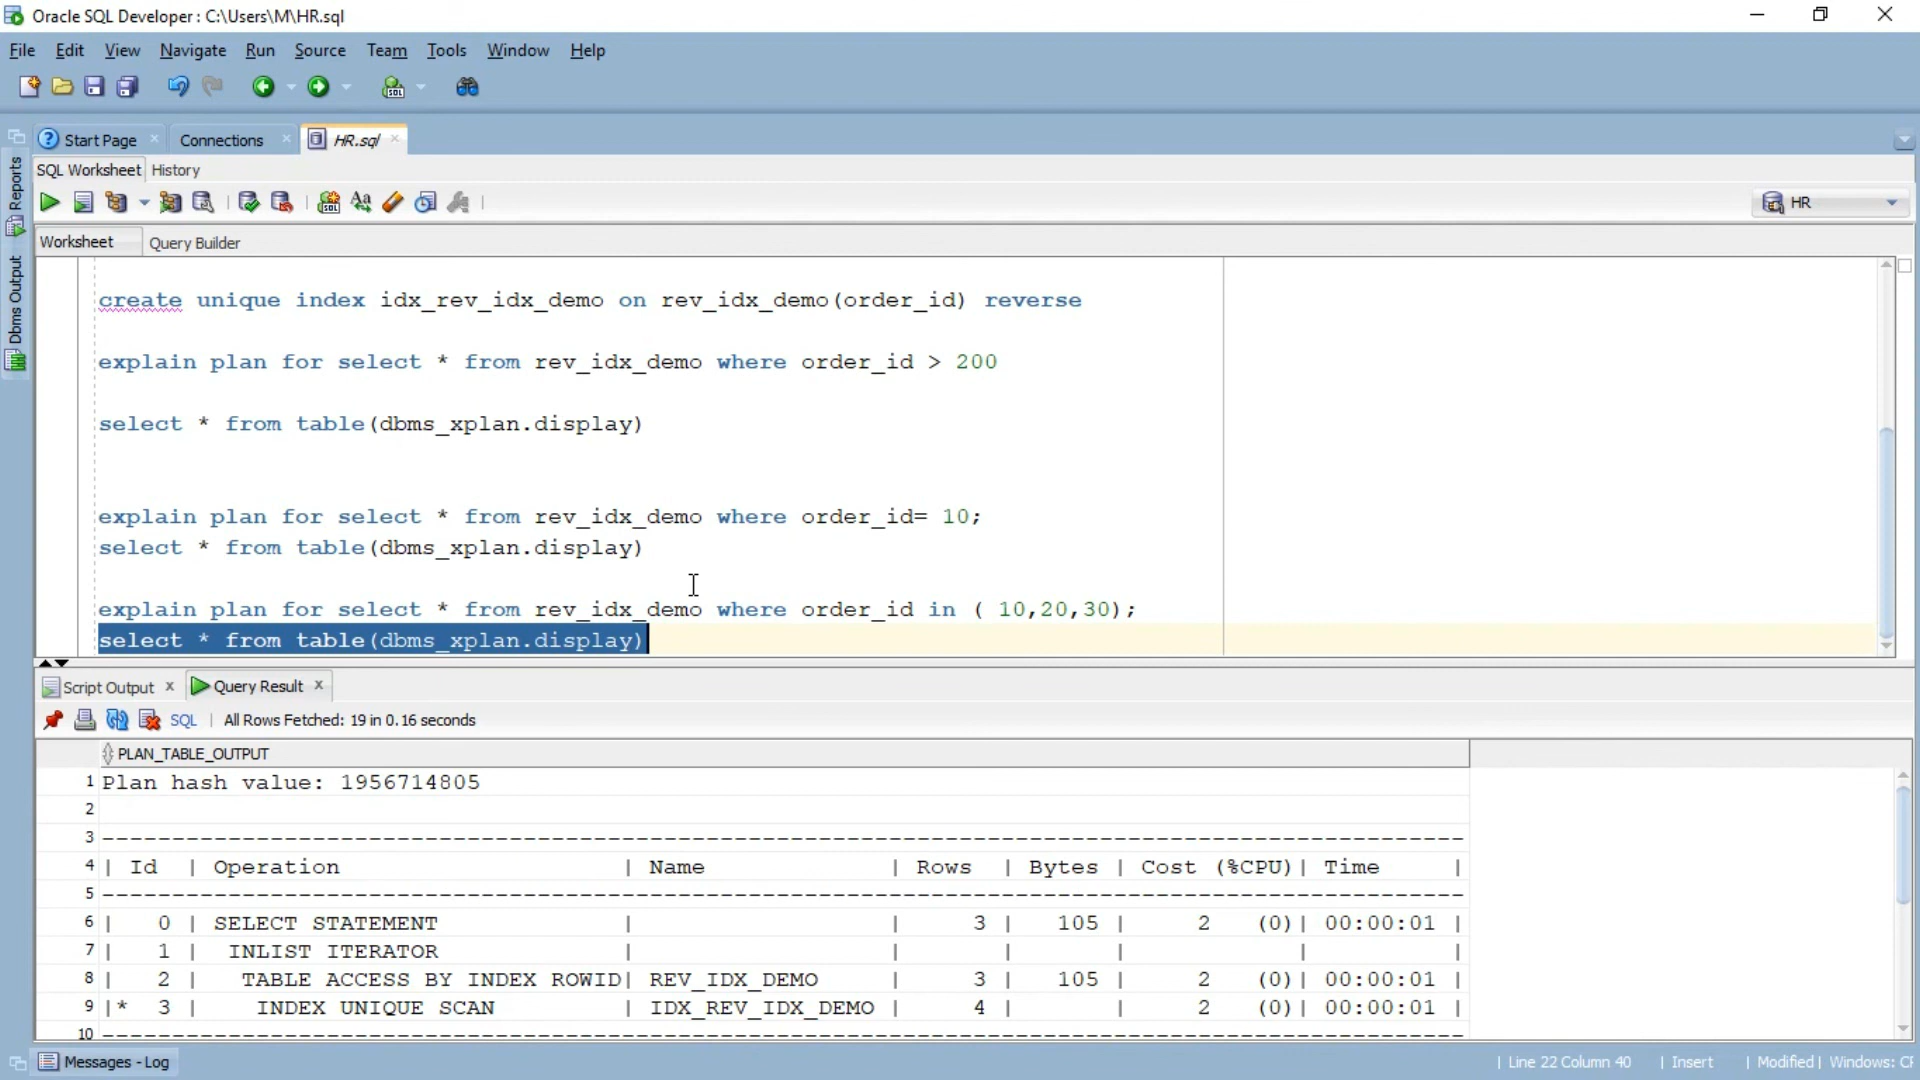 Oracle SQL Developer : C:\Users\M\HR.sql
File Edit View Navigate Run Source Team Tools Window Help
Start Page Connections HR.sql
SQL Worksheet History
HR
Worksheet Query Builder
Reports
Dbms Output
create unique index idx_rev_idx_demo on rev_idx_demo(order_id) reverse
explain plan for select * from rev_idx_demo where order_id > 200
select * from table(dbms_xplan.display)
explain plan for select * from rev_idx_demo where order_id= 10;
select * from table(dbms_xplan.display)
explain plan for select * from rev_idx_demo where order_id in ( 10,20,30);
select * from table(dbms_xplan.display)
Script Output x Query Result x
SQL | All Rows Fetched: 19 in 0.16 seconds
PLAN_TABLE_OUTPUT
1 Plan hash value: 1956714805
2
3 ------------------------------------------------------------------------------------------------
4 | Id | Operation | Name | Rows | Bytes | Cost (%CPU)| Time |
5 ------------------------------------------------------------------------------------------------
6 | 0 | SELECT STATEMENT | | 3 | 105 | 2 (0)| 00:00:01 |
7 | 1 | INLIST ITERATOR | | | | | |
8 | 2 | TABLE ACCESS BY INDEX ROWID| REV_IDX_DEMO | 3 | 105 | 2 (0)| 00:00:01 |
9 |* 3 | INDEX UNIQUE SCAN | IDX_REV_IDX_DEMO | 4 | | 2 (0)| 00:00:01 |
10 ------------------------------------------------------------------------------------------------
Messages - Log
| Line 22 Column 40 | Insert | Modified | Windows: CF